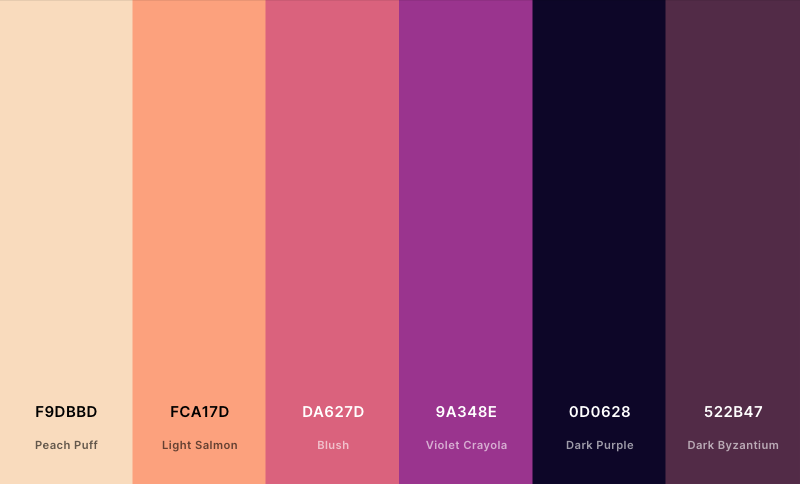 F9DBBD
Peach Puff
FCA17D
Light Salmon
DA627D
Blush
9A348E
Violet Crayola
0D0628
Dark Purple
522B47
Dark Byzantium